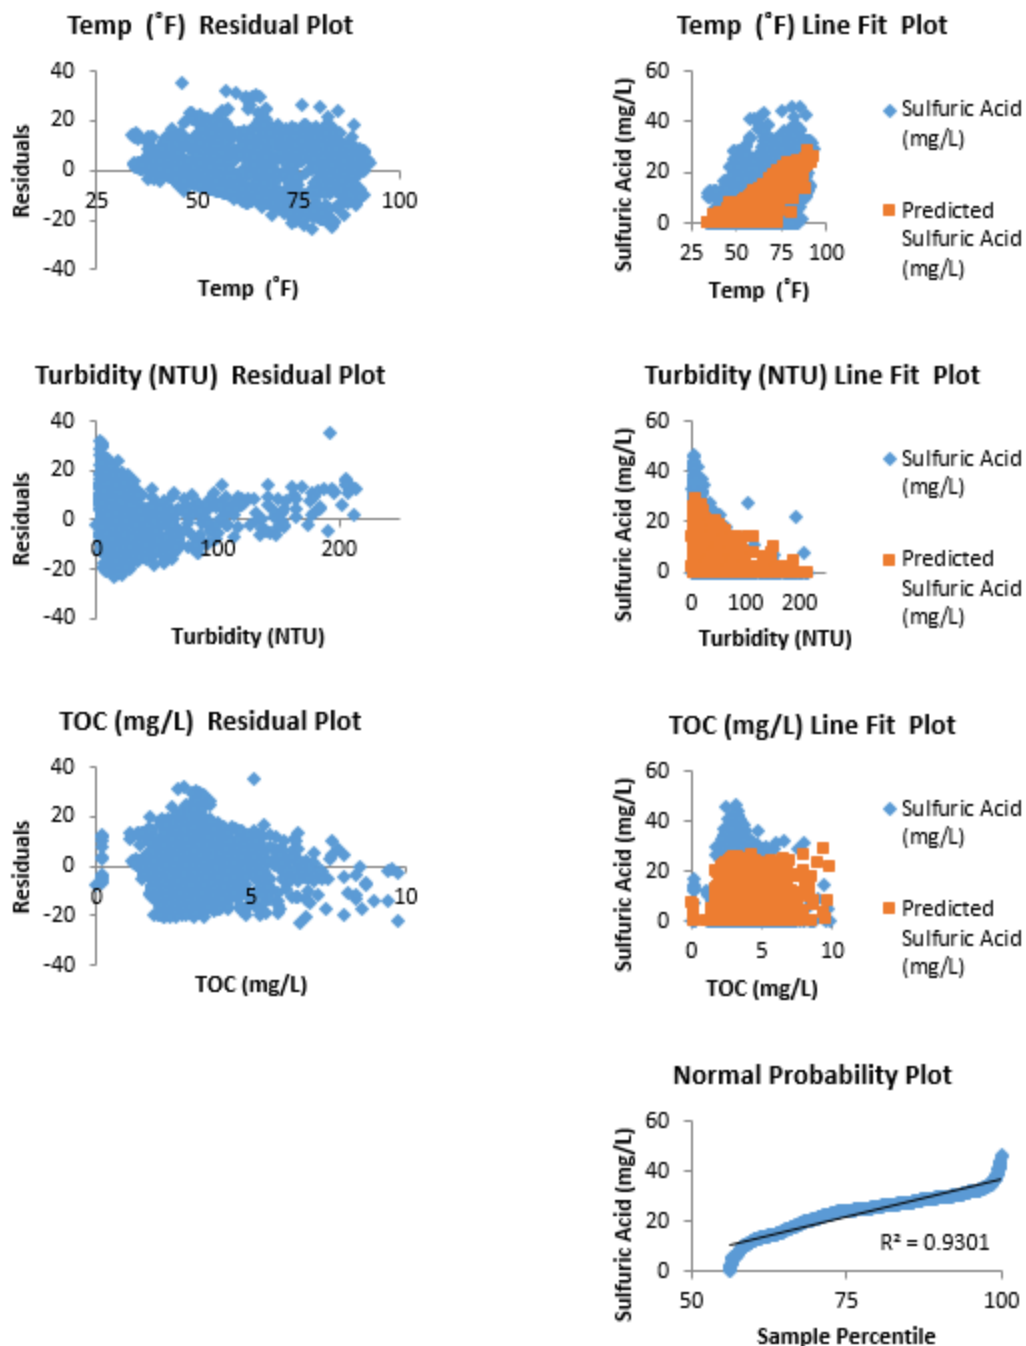 Temp (˚F) Residual Plot
40
20
0
-20
-40
25
50
75
100
Residuals
Temp (˚F)
Temp (˚F) Line Fit Plot
60
40
20
0
25
50
75
100
Sulfuric Acid (mg/L)
Temp (˚F)
Sulfuric Acid
(mg/L)
Predicted
Sulfuric Acid
(mg/L)
Turbidity (NTU) Residual Plot
40
20
0
-20
-40
0
100
200
Residuals
Turbidity (NTU)
Turbidity (NTU) Line Fit Plot
60
40
20
0
0
100
200
Sulfuric Acid (mg/L)
Turbidity (NTU)
Sulfuric Acid
(mg/L)
Predicted
Sulfuric Acid
(mg/L)
TOC (mg/L) Residual Plot
40
20
0
-20
-40
0
5
10
Residuals
TOC (mg/L)
TOC (mg/L) Line Fit Plot
60
40
20
0
0
5
10
Sulfuric Acid (mg/L)
TOC (mg/L)
Sulfuric Acid
(mg/L)
Predicted
Sulfuric Acid
(mg/L)
Normal Probability Plot
60
40
20
0
50
75
100
Sulfuric Acid (mg/L)
R² = 0.9301
Sample Percentile